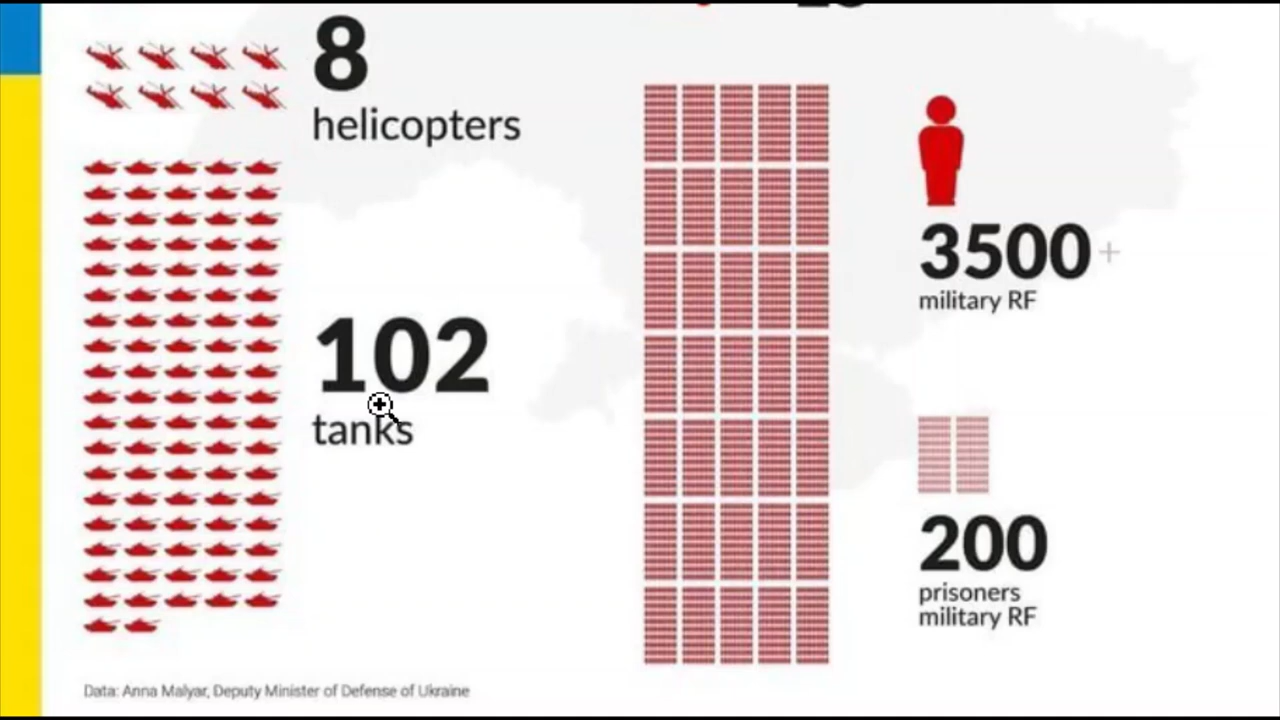 8
helicopters
102
tanks
3500+
military RF
200
prisoners
military RF
Data: Anna Malyar, Deputy Minister of Defense of Ukraine